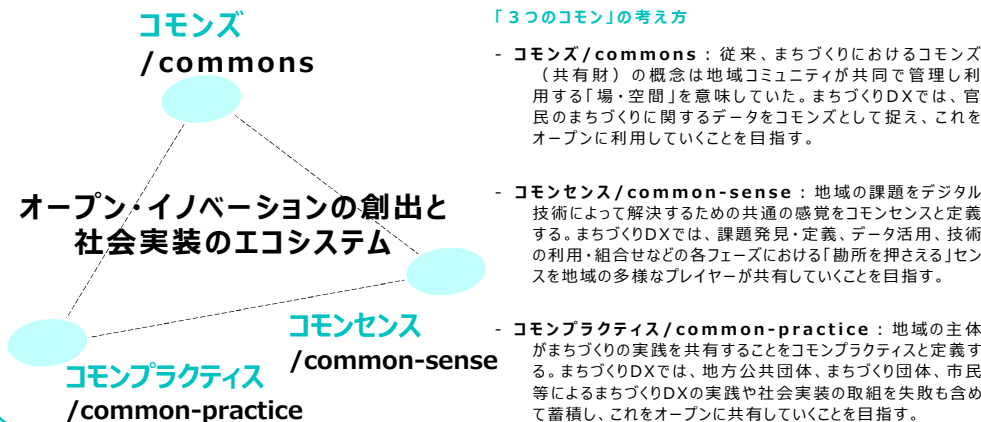 コモンズ
/commons
オープン・イノベーションの創出と
社会実装のエコシステム
コモンセンス
/common-sense
コモンプラクティス
/common-practice
「３つのコモン」の考え方
- コモンズ/commons：従来、まちづくりにおけるコモンズ
（共有財）の概念は地域コミュニティが共同で管理し利
用する「場・空間」を意味していた。まちづくりDXでは、官
民のまちづくりに関するデータをコモンズとして捉え、これを
オープンに利用していくことを目指す。
- コモンセンス/common-sense：地域の課題をデジタル
技術によって解決するための共通の感覚をコモンセンスと定義
する。まちづくりDXでは、課題発見・定義、データ活用、技術
の利用・組合せなどの各フェーズにおける「勘所を押さえる」セン
スを地域の多様なプレイヤーが共有していくことを目指す。
- コモンプラクティス/common-practice：地域の主体
がまちづくりの実践を共有することをコモンプラクティスと定義す
る。まちづくりDXでは、地方公共団体、まちづくり団体、市民
等によるまちづくりDXの実践や社会実装の取組を失敗も含め
て蓄積し、これをオープンに共有していくことを目指す。